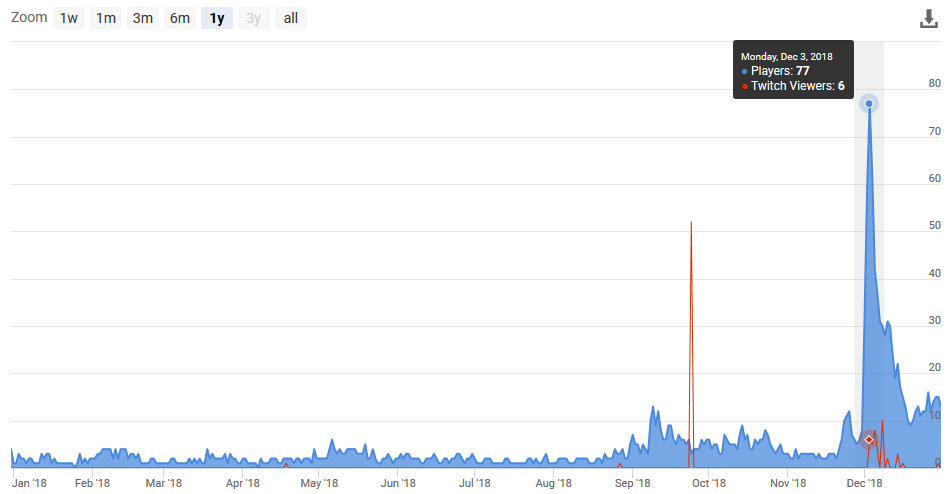 Zoom 1w 1m 3m 6m 1y 3y all
Monday, Dec 3, 2018
Players: 77
Twitch Viewers: 6
80
70
60
50
40
30
20
10
0
Jan '18 Feb '18 Mar '18 Apr '18 May '18 Jun '18 Jul '18 Aug '18 Sep '18 Oct '18 Nov '18 Dec '18